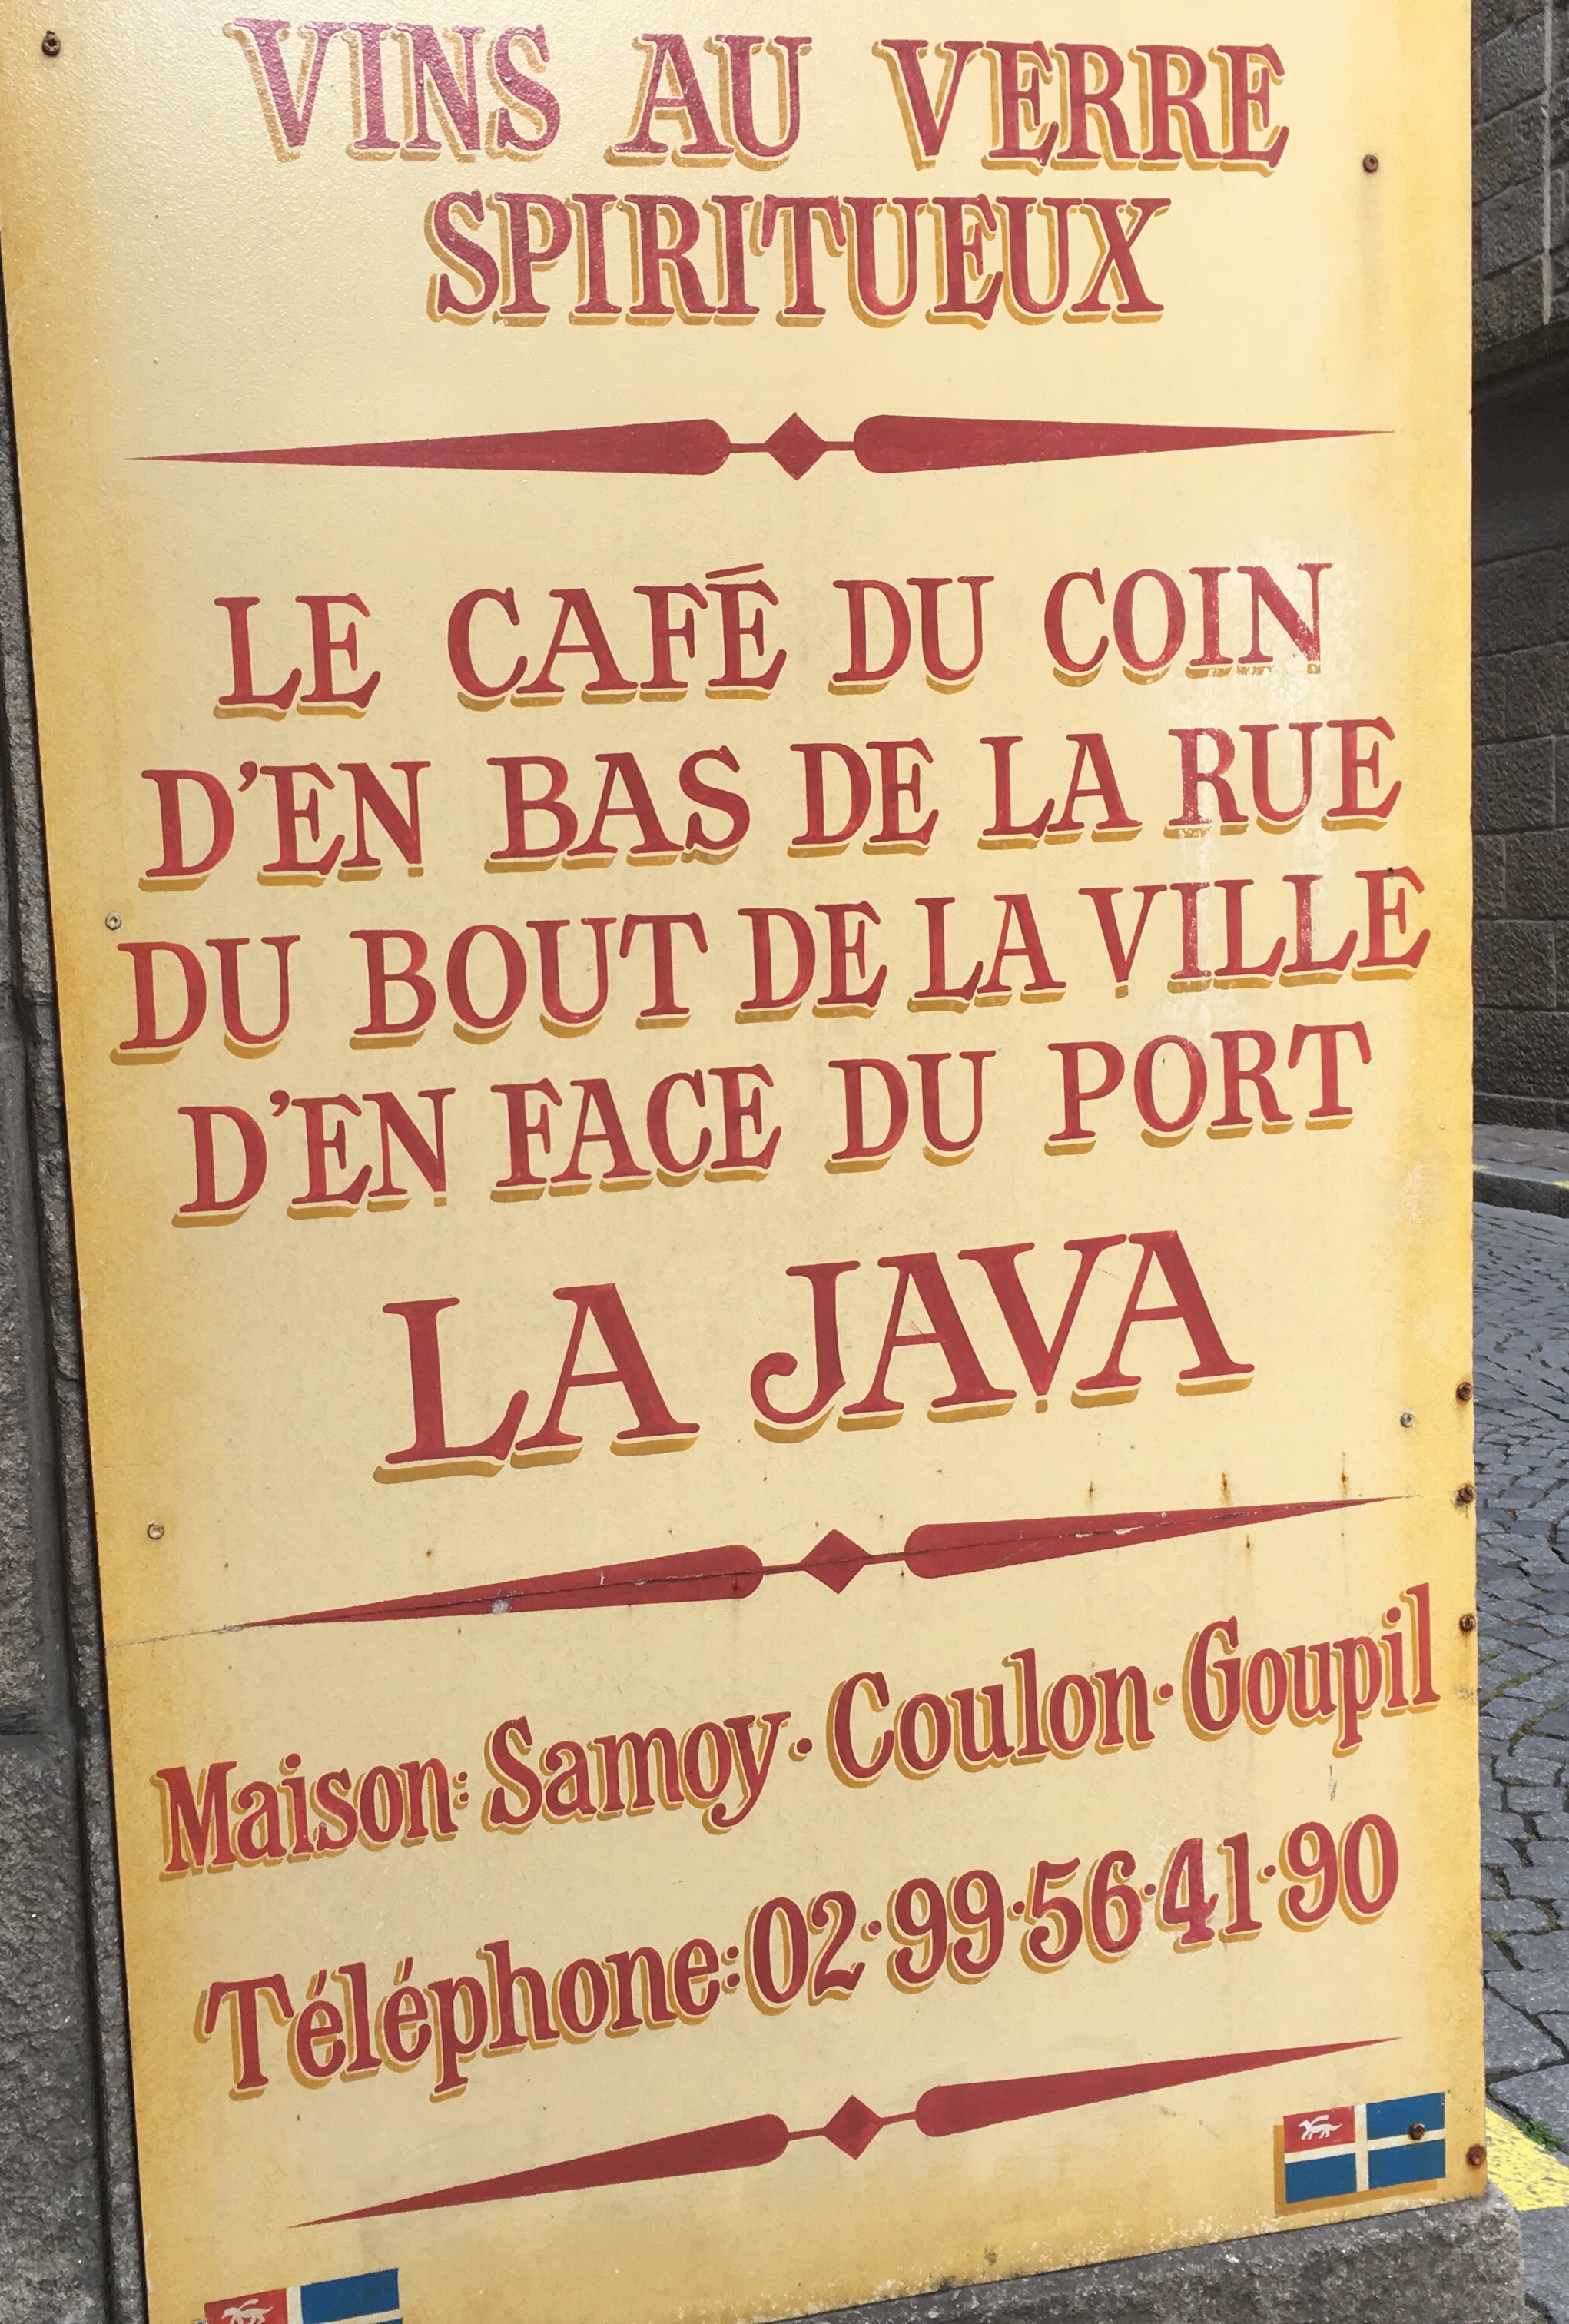 VINS AU VERRE
SPIRITUEUX
LE CAFÉ DU COIN
D'EN BAS DE LA RUE
DU BOUT DE LA VILLE
D'EN FACE DU PORT
LA JAVA
Maison: Samoy · Coulon · Goupil
Téléphone: 02·99·56·41·90